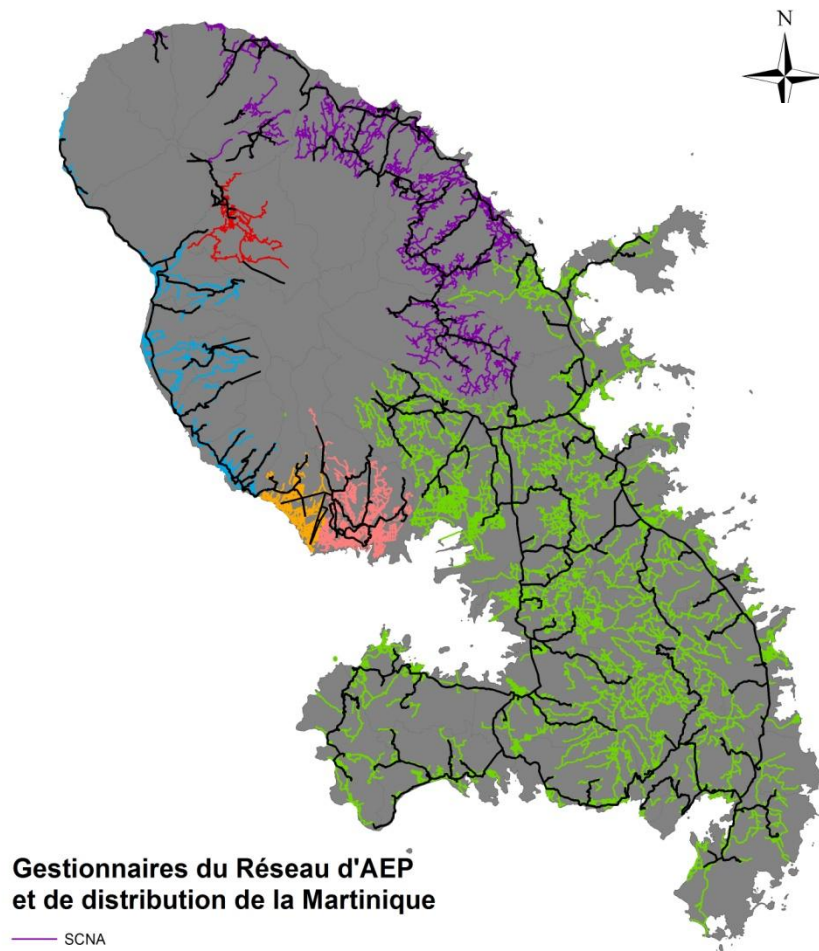 N
Gestionnaires du Réseau d'AEP
et de distribution de la Martinique
SCNA